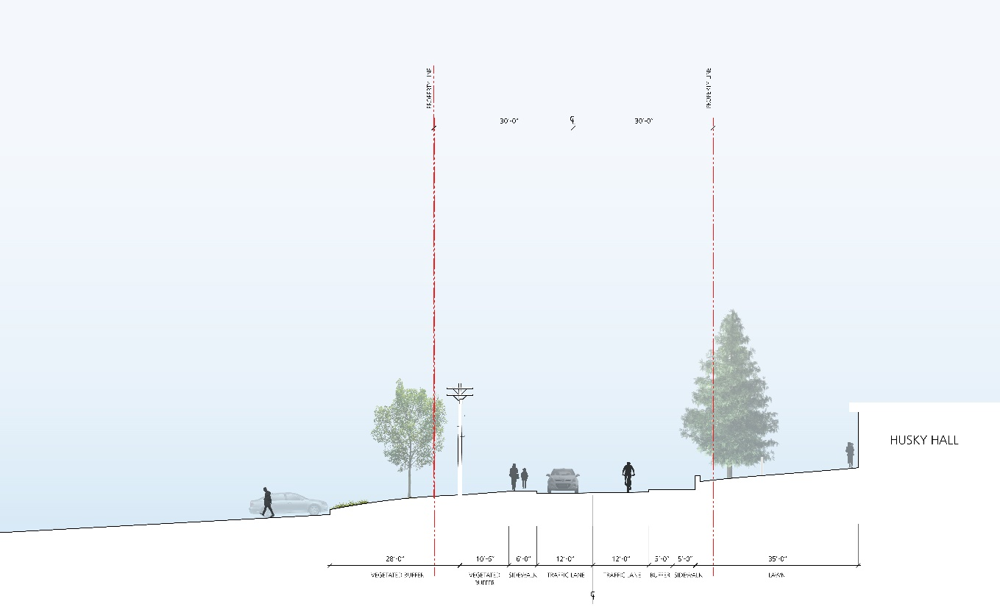 PROPERTY LINE
PROPERTY LINE
30'-0"
℄
30'-0"
HUSKY HALL
28'-0"
10'-6"
6'-0"
12'-0"
12'-0"
5'-0"
5'-0"
35'-0"
VEGETATED BUFFER
VEGETATED
BUFFER
SIDEWALK
TRAFFIC LANE
TRAFFIC LANE
BUFFER
SIDEWALK
LAWN
℄